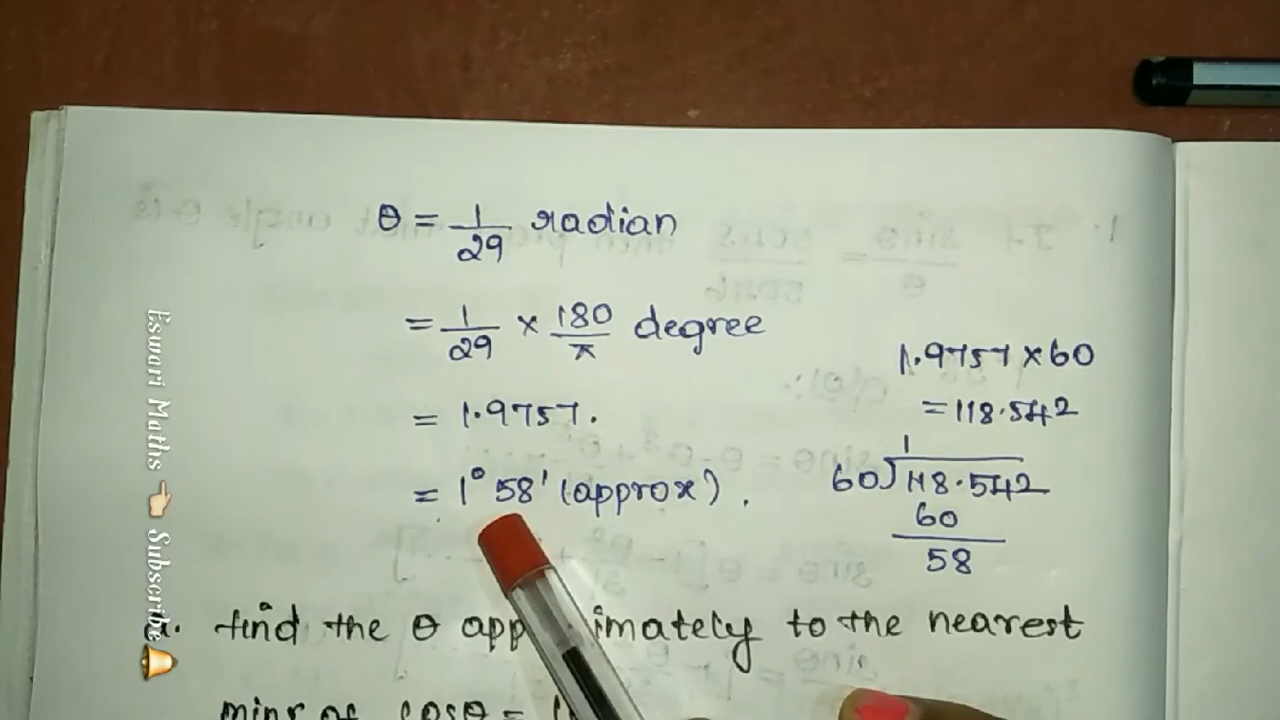 θ = 1/29 radian
= 1/29 × 180/π degree
= 1.9757.
= 1° 58' (approx).
1.9757 × 60
= 118.542
1
60)118.542
60
58
find the θ app imately to the nearest
cosθ =
Eswari Maths 👈 Subscribe 🔔